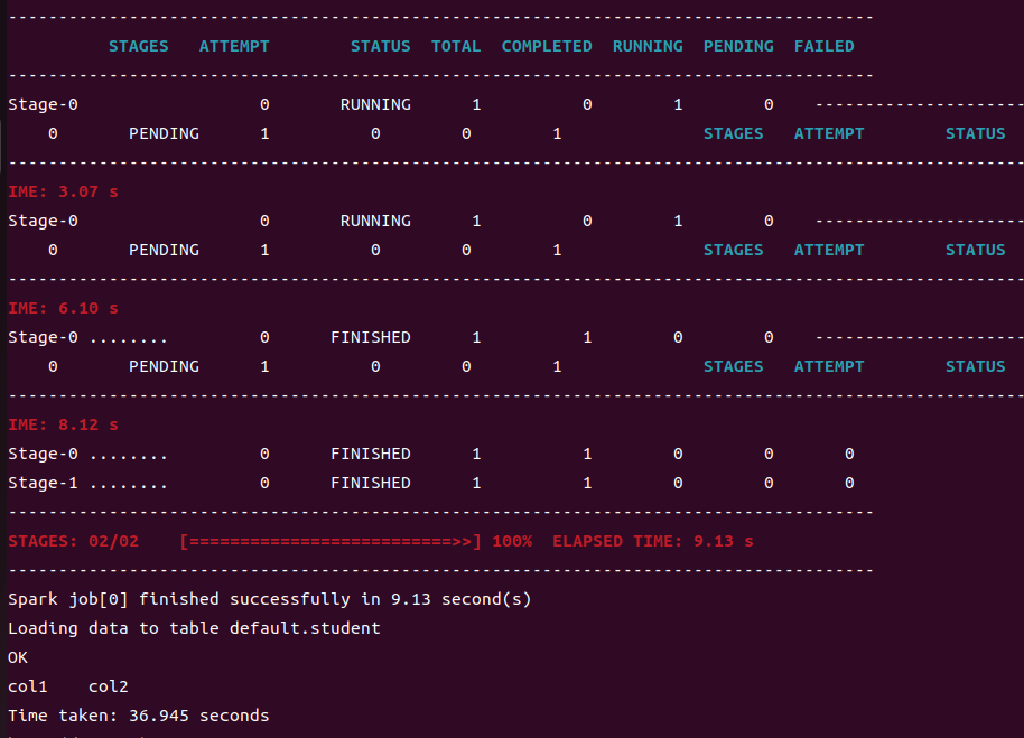 --------------------------------------------------------------------------------------
STAGES ATTEMPT STATUS TOTAL COMPLETED RUNNING PENDING FAILED
--------------------------------------------------------------------------------------
Stage-0 0 RUNNING 1 0 1 0 ---------------------
0 PENDING 1 0 0 1 STAGES ATTEMPT STATUS
-----------------------------------------------------------------------------------------------------
IME: 3.07 s
Stage-0 0 RUNNING 1 0 1 0 ---------------------
0 PENDING 1 0 0 1 STAGES ATTEMPT STATUS
-----------------------------------------------------------------------------------------------------
IME: 6.10 s
Stage-0 ........ 0 FINISHED 1 1 0 0 ---------------------
0 PENDING 1 0 0 1 STAGES ATTEMPT STATUS
-----------------------------------------------------------------------------------------------------
IME: 8.12 s
Stage-0 ........ 0 FINISHED 1 1 0 0 0
Stage-1 ........ 0 FINISHED 1 1 0 0 0
--------------------------------------------------------------------------------------
STAGES: 02/02 [==========================>>] 100% ELAPSED TIME: 9.13 s
--------------------------------------------------------------------------------------
Spark job[0] finished successfully in 9.13 second(s)
Loading data to table default.student
OK
col1 col2
Time taken: 36.945 seconds